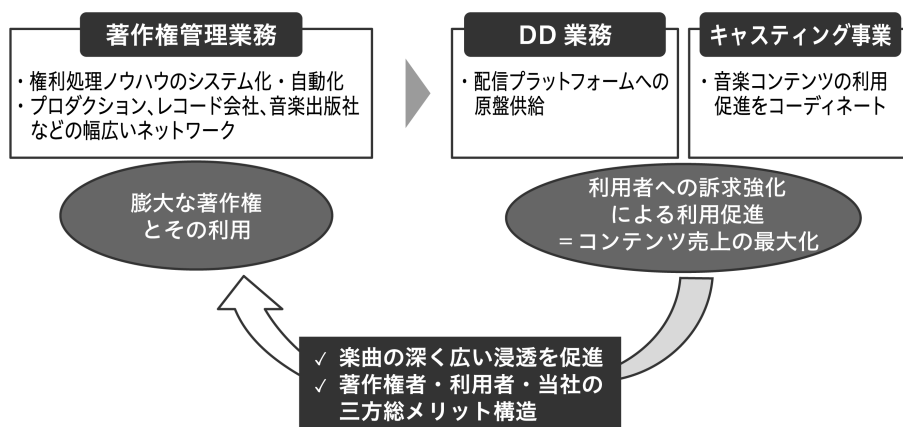 著作権管理業務
・権利処理ノウハウのシステム化・自動化
・プロダクション、レコード会社、音楽出版社
などの幅広いネットワーク
DD 業務
・配信プラットフォームへの
原盤供給
キャスティング事業
・音楽コンテンツの利用
促進をコーディネート
膨大な著作権
とその利用
利用者への訴求強化
による利用促進
＝コンテンツ売上の最大化
✓ 楽曲の深く広い浸透を促進
✓ 著作権者・利用者・当社の
三方総メリット構造